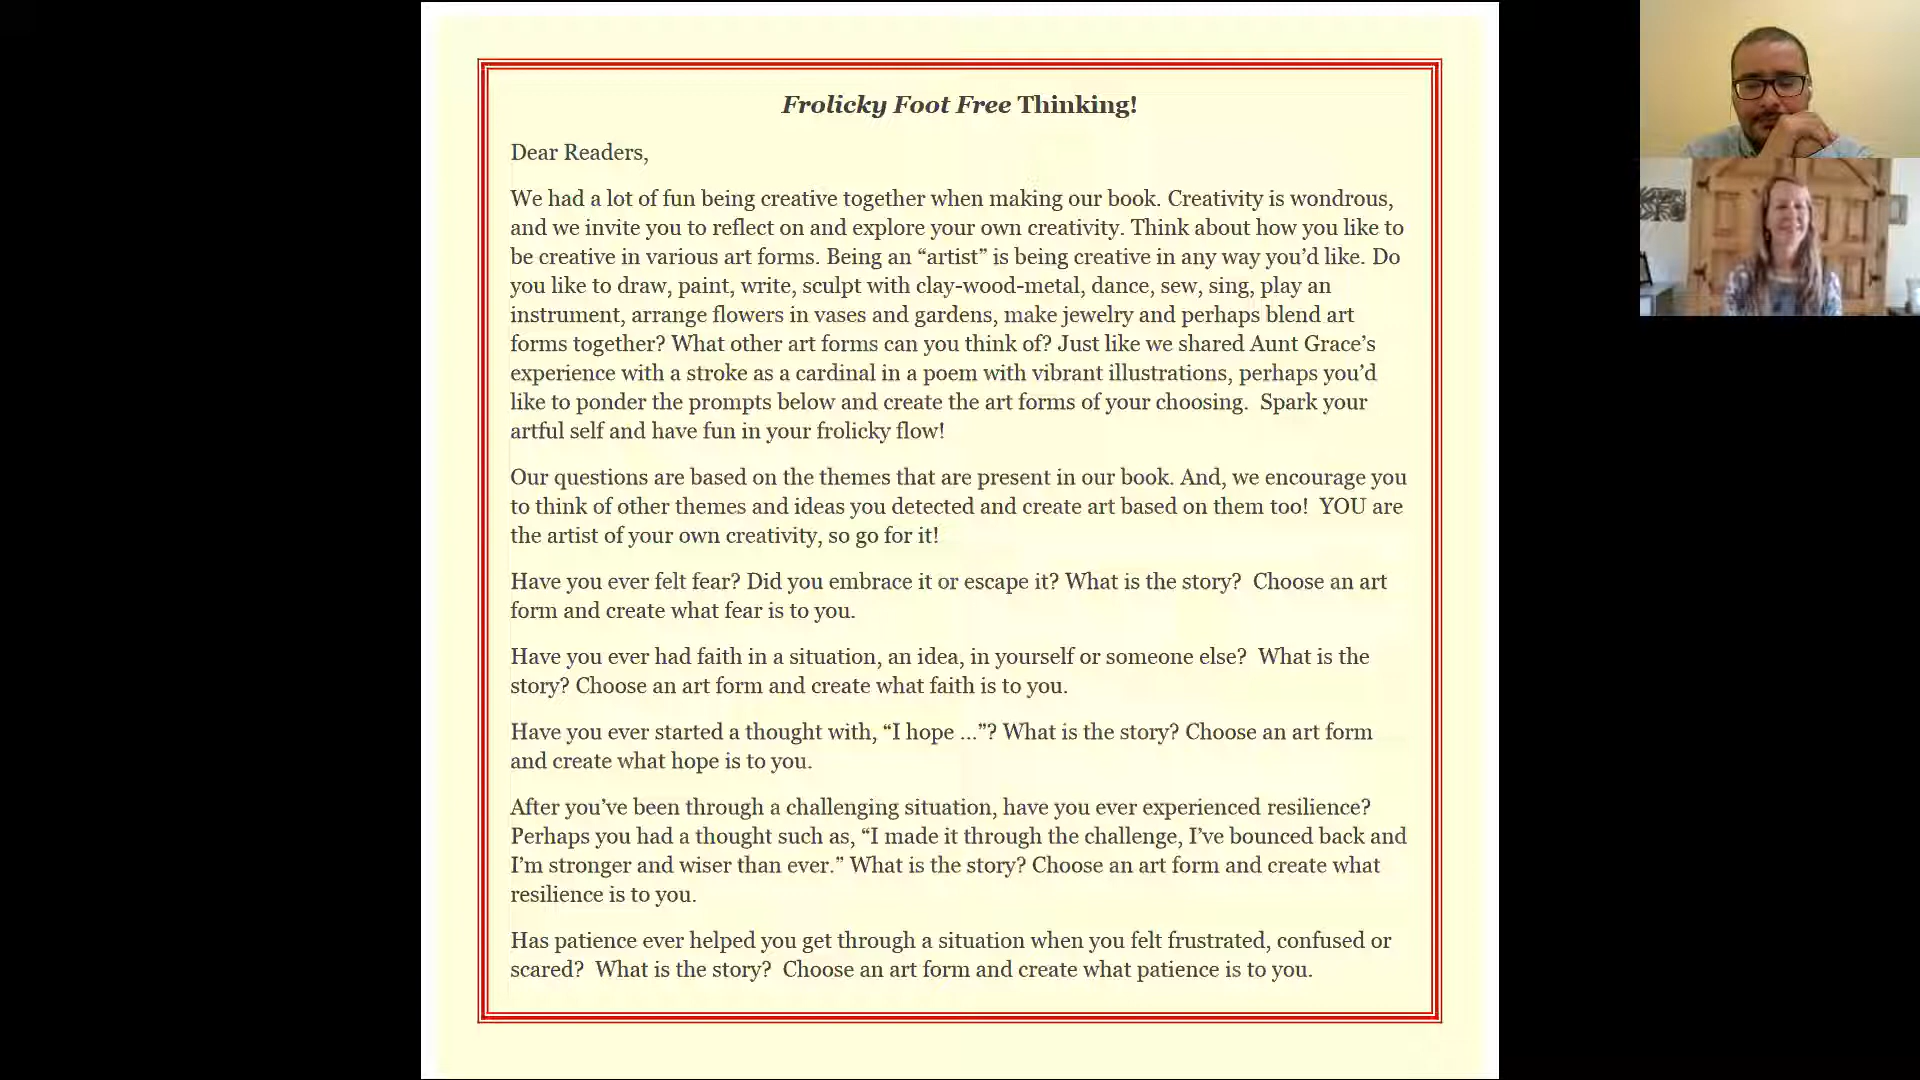 Frolicky Foot Free Thinking!
Dear Readers,
We had a lot of fun being creative together when making our book. Creativity is wondrous,
and we invite you to reflect on and explore your own creativity. Think about how you like to
be creative in various art forms. Being an “artist” is being creative in any way you’d like. Do
you like to draw, paint, write, sculpt with clay-wood-metal, dance, sew, sing, play an
instrument, arrange flowers in vases and gardens, make jewelry and perhaps blend art
forms together? What other art forms can you think of? Just like we shared Aunt Grace’s
experience with a stroke as a cardinal in a poem with vibrant illustrations, perhaps you’d
like to ponder the prompts below and create the art forms of your choosing.  Spark your
artful self and have fun in your frolicky flow!
Our questions are based on the themes that are present in our book. And, we encourage you
to think of other themes and ideas you detected and create art based on them too!  YOU are
the artist of your own creativity, so go for it!
Have you ever felt fear? Did you embrace it or escape it? What is the story?  Choose an art
form and create what fear is to you.
Have you ever had faith in a situation, an idea, in yourself or someone else?  What is the
story? Choose an art form and create what faith is to you.
Have you ever started a thought with, “I hope ...”? What is the story? Choose an art form
and create what hope is to you.
After you’ve been through a challenging situation, have you ever experienced resilience?
Perhaps you had a thought such as, “I made it through the challenge, I’ve bounced back and
I’m stronger and wiser than ever.” What is the story? Choose an art form and create what
resilience is to you.
Has patience ever helped you get through a situation when you felt frustrated, confused or
scared?  What is the story?  Choose an art form and create what patience is to you.